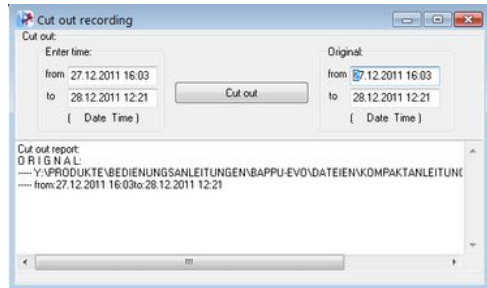 Cut out recording
Cut out:
Enter time:
from 27.12.2011 16:03
to 28.12.2011 12:21
( Date Time )
Cut out
Original:
from 27.12.2011 16:03
to 28.12.2011 12:21
( Date Time )
Cut out report:
O R I G N A L:
----- Y:\PRODUKTE\BEDIENUNGSANLEITUNGEN\BAPPU-EVO\DATEIEN\KOMPAKTANLEITUNG
----- from:27.12.2011 16:03to:28.12.2011 12:21